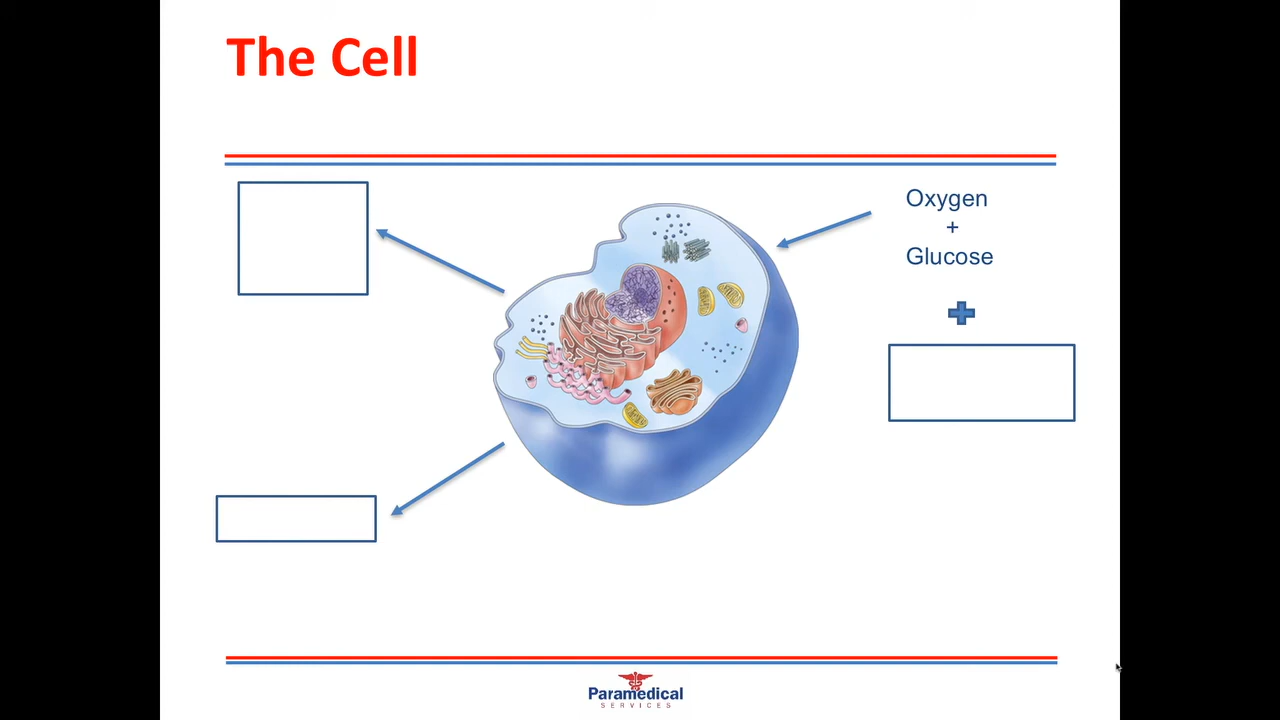 The Cell
Oxygen
+
Glucose
Paramedical
SERVICES